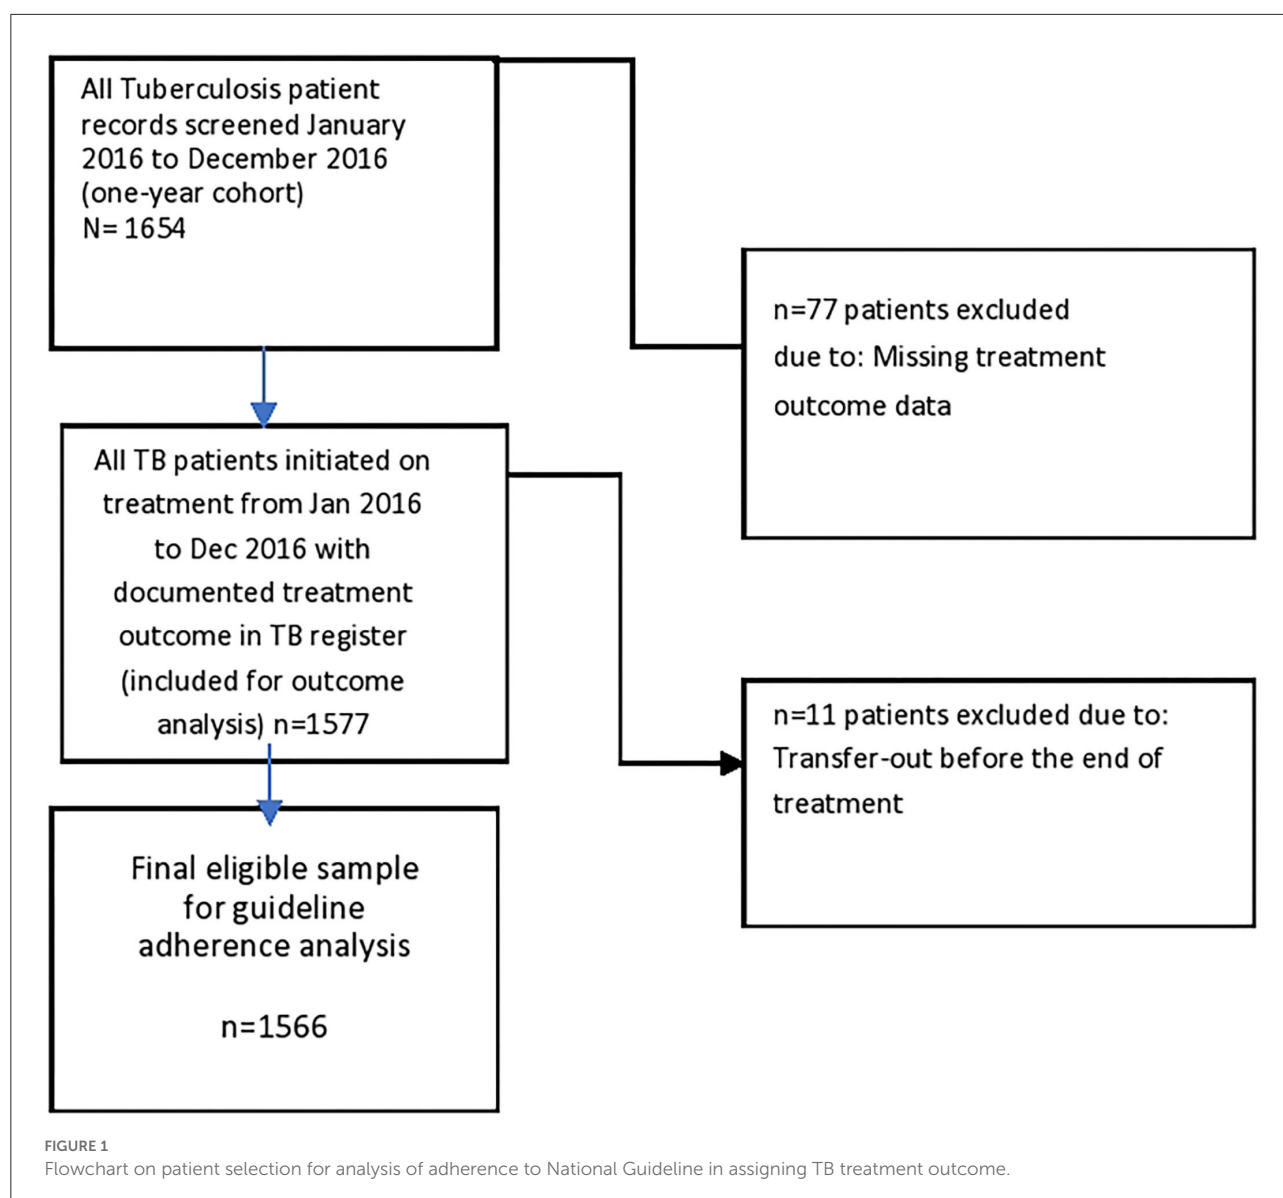 All Tuberculosis patient
records screened January
2016 to December 2016
(one-year cohort)
N= 1654
n=77 patients excluded
due to: Missing treatment
outcome data
All TB patients initiated on
treatment from Jan 2016
to Dec 2016 with
documented treatment
outcome in TB register
(included for outcome
analysis) n=1577
n=11 patients excluded due to:
Transfer-out before the end of
treatment
Final eligible sample
for guideline
adherence analysis
n=1566
FIGURE 1
Flowchart on patient selection for analysis of adherence to National Guideline in assigning TB treatment outcome.